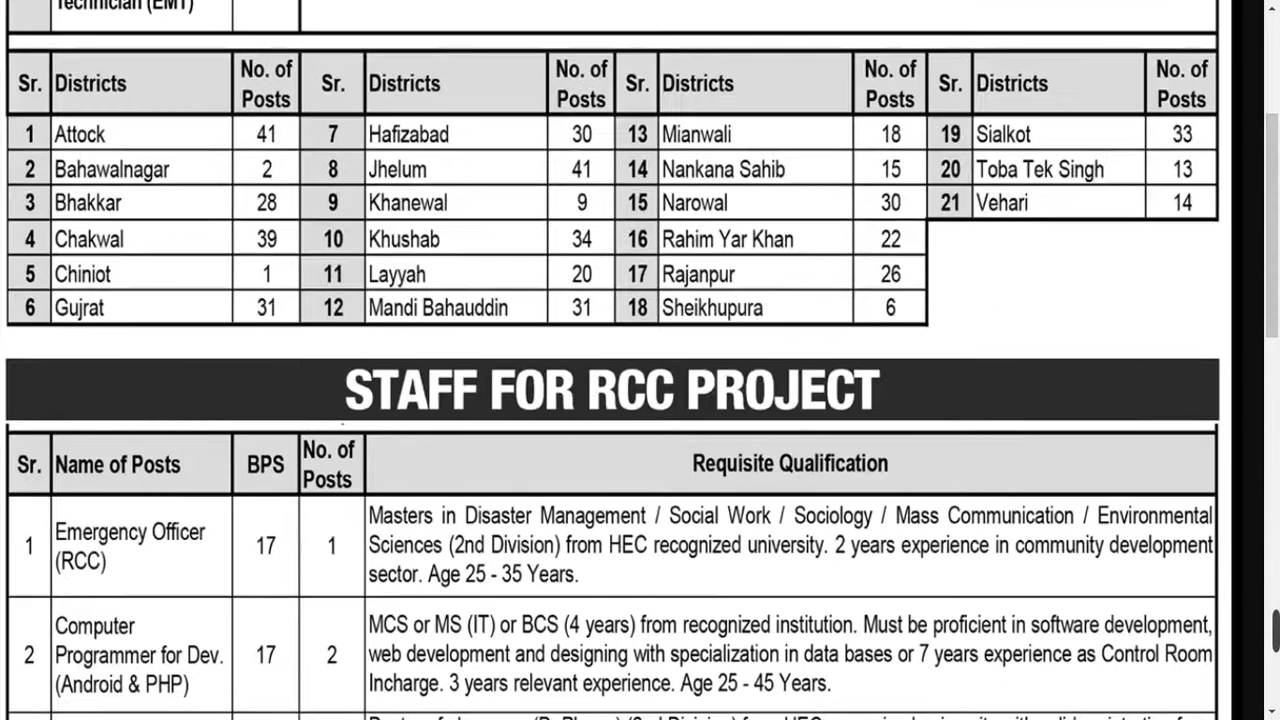 Technician (EMT)
Sr. Districts No. of Posts Sr. Districts No. of Posts Sr. Districts No. of Posts Sr. Districts No. of Posts
1 Attock 41 7 Hafizabad 30 13 Mianwali 18 19 Sialkot 33
2 Bahawalnagar 2 8 Jhelum 41 14 Nankana Sahib 15 20 Toba Tek Singh 13
3 Bhakkar 28 9 Khanewal 9 15 Narowal 30 21 Vehari 14
4 Chakwal 39 10 Khushab 34 16 Rahim Yar Khan 22
5 Chiniot 1 11 Layyah 20 17 Rajanpur 26
6 Gujrat 31 12 Mandi Bahauddin 31 18 Sheikhupura 6
STAFF FOR RCC PROJECT
Sr. Name of Posts BPS No. of Posts Requisite Qualification
1 Emergency Officer (RCC) 17 1
Masters in Disaster Management / Social Work / Sociology / Mass Communication / Environmental
Sciences (2nd Division) from HEC recognized university. 2 years experience in community development
sector. Age 25 - 35 Years.
2 Computer Programmer for Dev. (Android & PHP) 17 2
MCS or MS (IT) or BCS (4 years) from recognized institution. Must be proficient in software development,
web development and designing with specialization in data bases or 7 years experience as Control Room
Incharge. 3 years relevant experience. Age 25 - 45 Years.